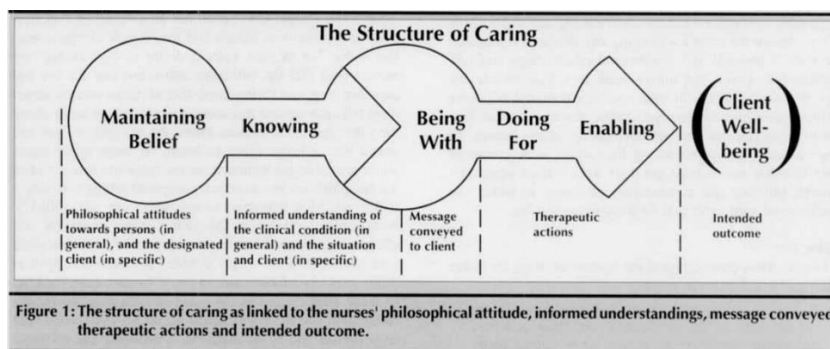 The Structure of Caring
Maintaining
Belief
Knowing
Being
With
Doing
For
Enabling
Client
Well-
being
Philosophical attitudes
towards persons (in
general), and the designated
client (in specific)
Informed understanding of
the clinical condition (in
general) and the situation
and client (in specific)
Message
conveyed
to client
Therapeutic
actions
Intended
outcome
Figure 1: The structure of caring as linked to the nurses' philosophical attitude, informed understandings, message conveyed
therapeutic actions and intended outcome.